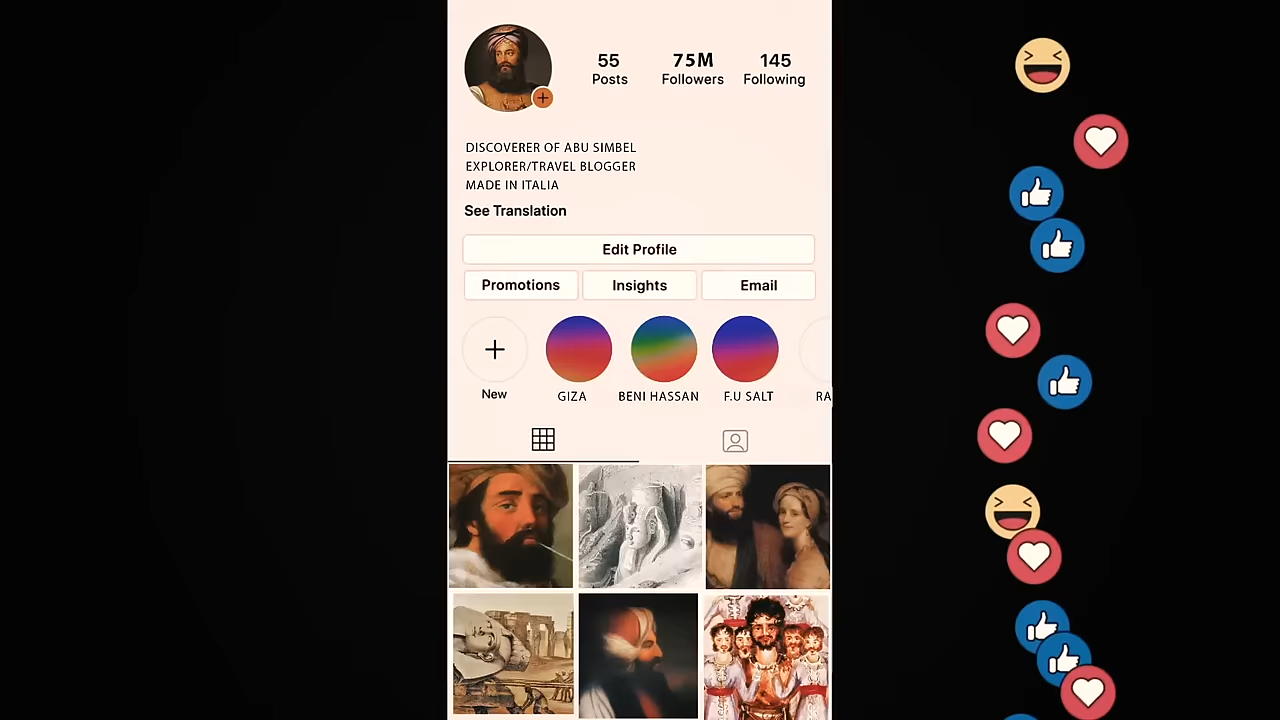 55 75M 145
Posts Followers Following
DISCOVERER OF ABU SIMBEL
EXPLORER/TRAVEL BLOGGER
MADE IN ITALIA
See Translation
Edit Profile
Promotions Insights Email
New GIZA BENI HASSAN F.U SALT RA